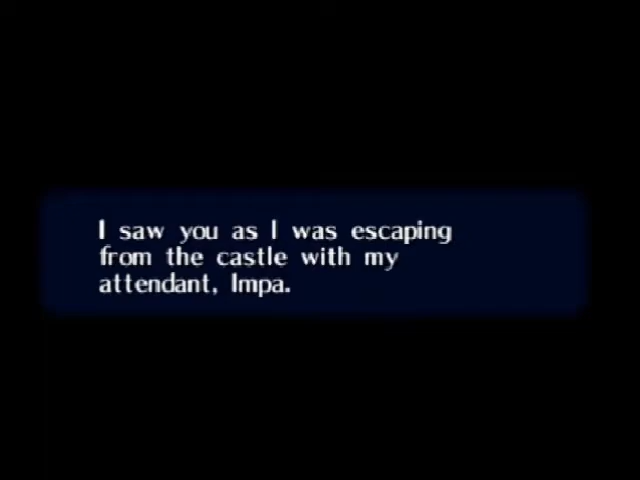 I saw you as I was escaping
from the castle with my
attendant, Impa.